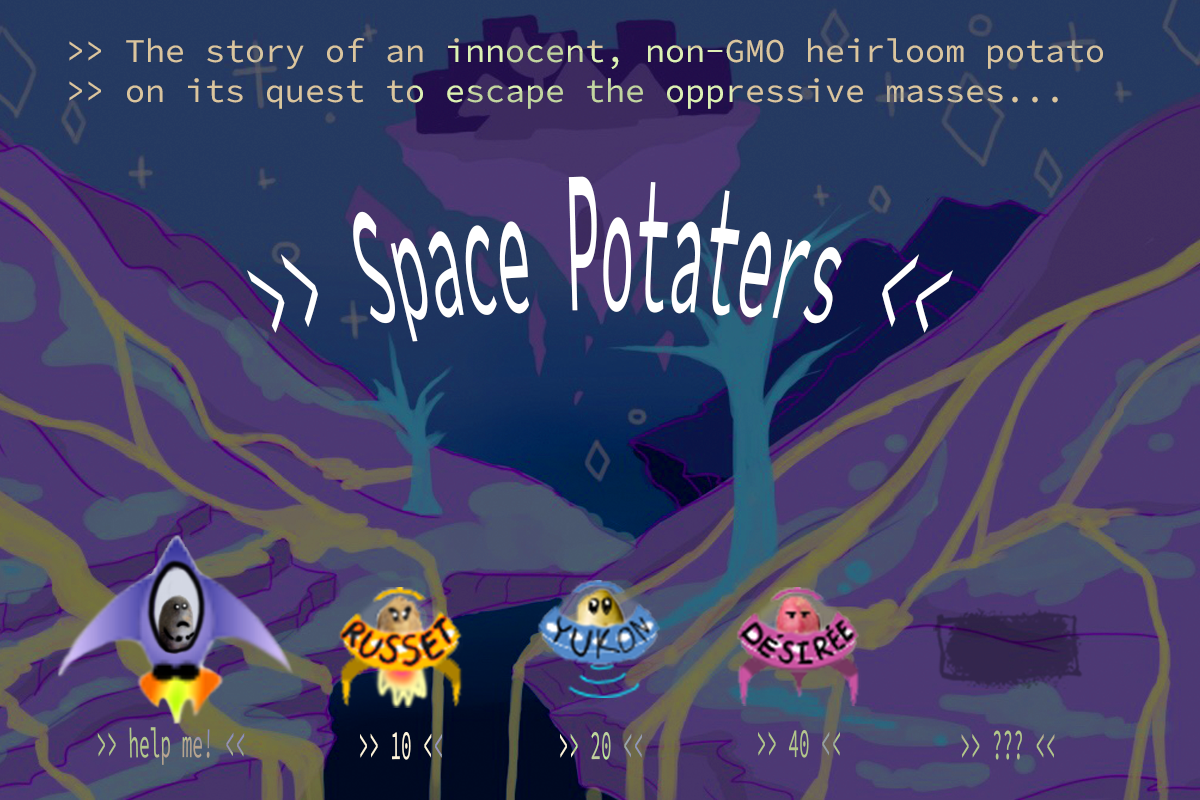 >> The story of an innocent, non-GMO heirloom potato
>> on its quest to escape the oppressive masses...
>> Space Potaters <<
RUSSET
YUKON
DÉSIRÉE
>> help me! <<
>> 10 <<
>> 20 <<
>> 40 <<
>> ??? <<